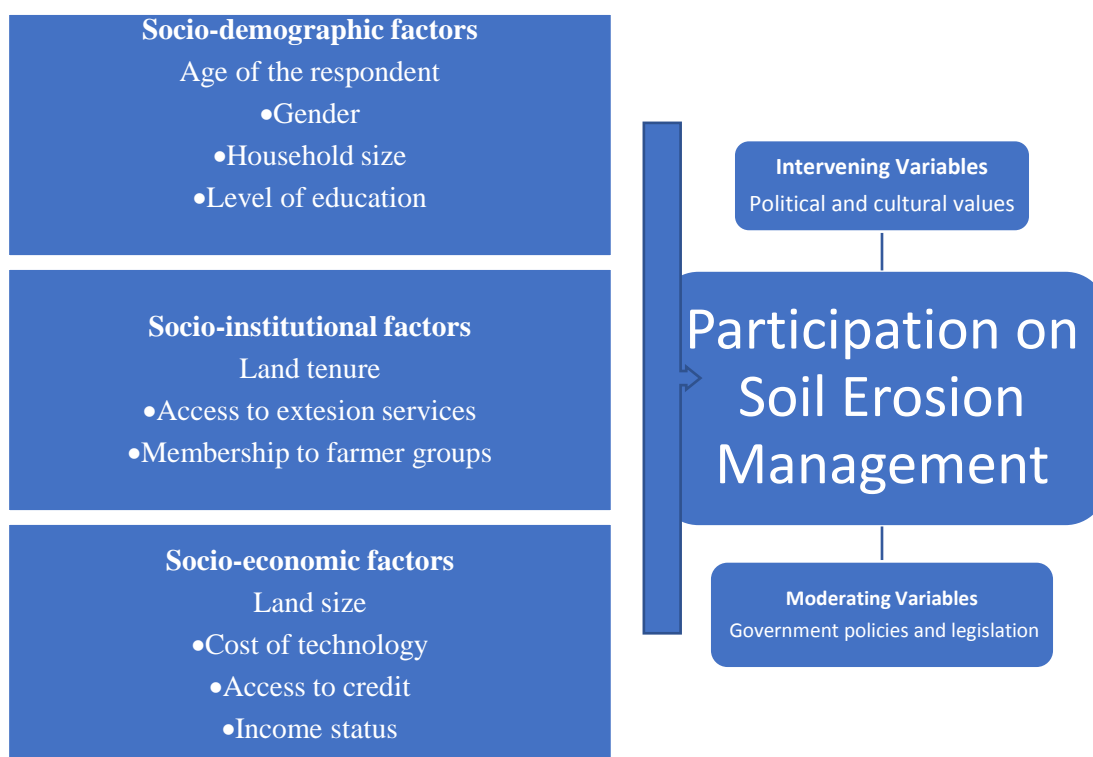 Socio-demographic factors
Age of the respondent
•Gender
•Household size
•Level of education
Socio-institutional factors
Land tenure
•Access to extesion services
•Membership to farmer groups
Socio-economic factors
Land size
•Cost of technology
•Access to credit
•Income status
Intervening Variables
Political and cultural values
Participation on
Soil Erosion
Management
Moderating Variables
Government policies and legislation